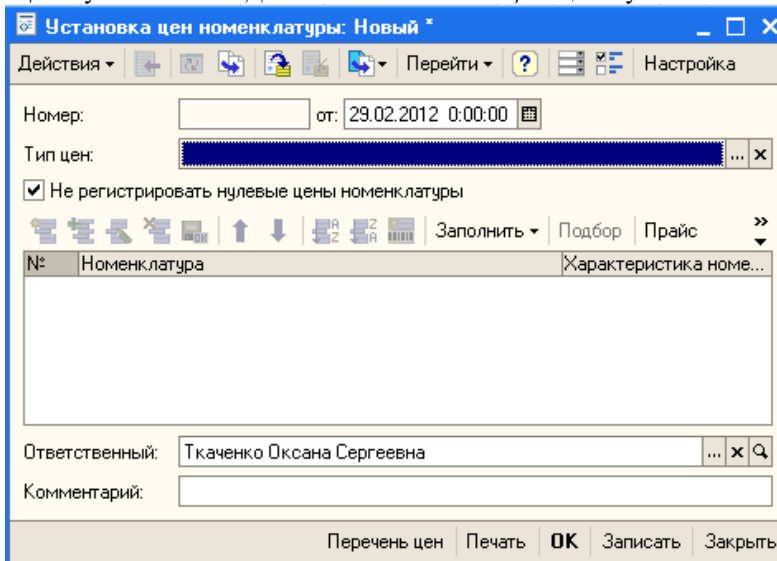 Установка цен номенклатуры: Новый *
Действия Перейти ? Настройка
Номер: от: 29.02.2012 0:00:00
Тип цен: ... x
Не регистрировать нулевые цены номенклатуры
Заполнить Подбор Прайс »
№ Номенклатура Характеристика номе...
Ответственный: Ткаченко Оксана Сергеевна ... x
Комментарий:
Перечень цен Печать OK Записать Закрыть